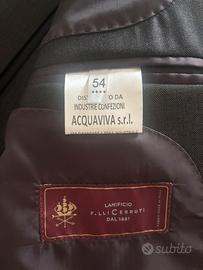 54
****
DISTRIBUITO DA
INDUSTRIE CONFEZIONI
ACQUAVIVA s.r.l.
LANIFICIO
F.LLI CERRUTI
DAL 1881
subito